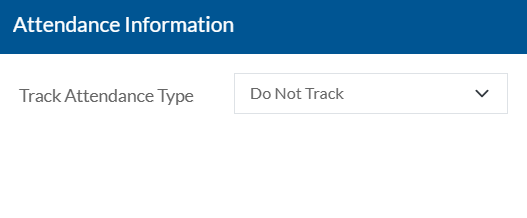 Attendance Information
Track Attendance Type Do Not Track